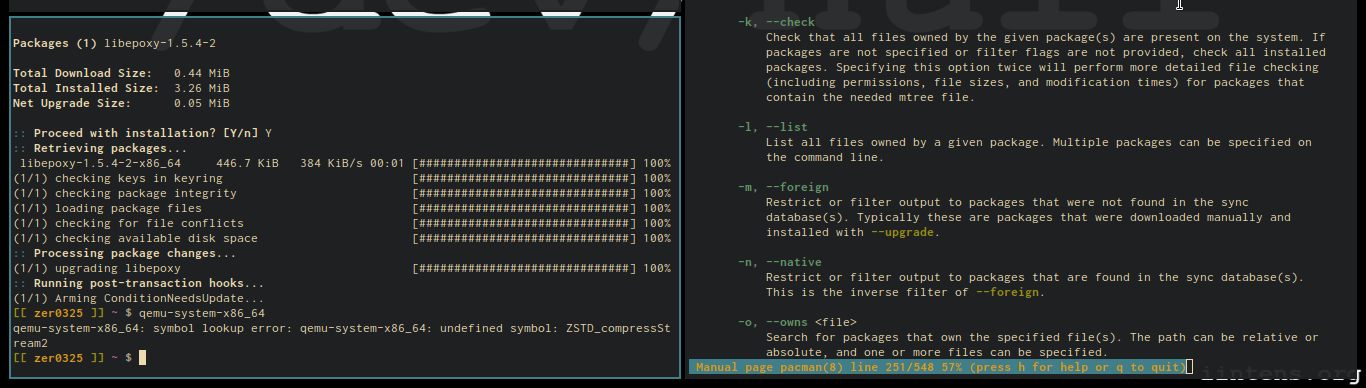 Packages (1) libepoxy-1.5.4-2
Total Download Size:   0.44 MiB
Total Installed Size:  3.26 MiB
Net Upgrade Size:      0.05 MiB
:: Proceed with installation? [Y/n] Y
:: Retrieving packages...
libepoxy-1.5.4-2-x86_64     446.7 KiB   384 KiB/s 00:01 [##############################] 100%
(1/1) checking keys in keyring                          [##############################] 100%
(1/1) checking package integrity                        [##############################] 100%
(1/1) loading package files                             [##############################] 100%
(1/1) checking for file conflicts                       [##############################] 100%
(1/1) checking available disk space                     [##############################] 100%
:: Processing package changes...
(1/1) upgrading libepoxy                                [##############################] 100%
:: Running post-transaction hooks...
(1/1) Arming ConditionNeedsUpdate...
[[ zer0325 ]] ~ $ qemu-system-x86_64
qemu-system-x86_64: symbol lookup error: qemu-system-x86_64: undefined symbol: ZSTD_compressSt
ream2
[[ zer0325 ]] ~ $
-k, --check
Check that all files owned by the given package(s) are present on the system. If
packages are not specified or filter flags are not provided, check all installed
packages. Specifying this option twice will perform more detailed file checking
(including permissions, file sizes, and modification times) for packages that
contain the needed mtree file.
-l, --list
List all files owned by a given package. Multiple packages can be specified on
the command line.
-m, --foreign
Restrict or filter output to packages that were not found in the sync
database(s). Typically these are packages that were downloaded manually and
installed with --upgrade.
-n, --native
Restrict or filter output to packages that are found in the sync database(s).
This is the inverse filter of --foreign.
-o, --owns <file>
Search for packages that own the specified file(s). The path can be relative or
absolute, and one or more files can be specified.
Manual page pacman(8) line 251/548 57% (press h for help or q to quit)